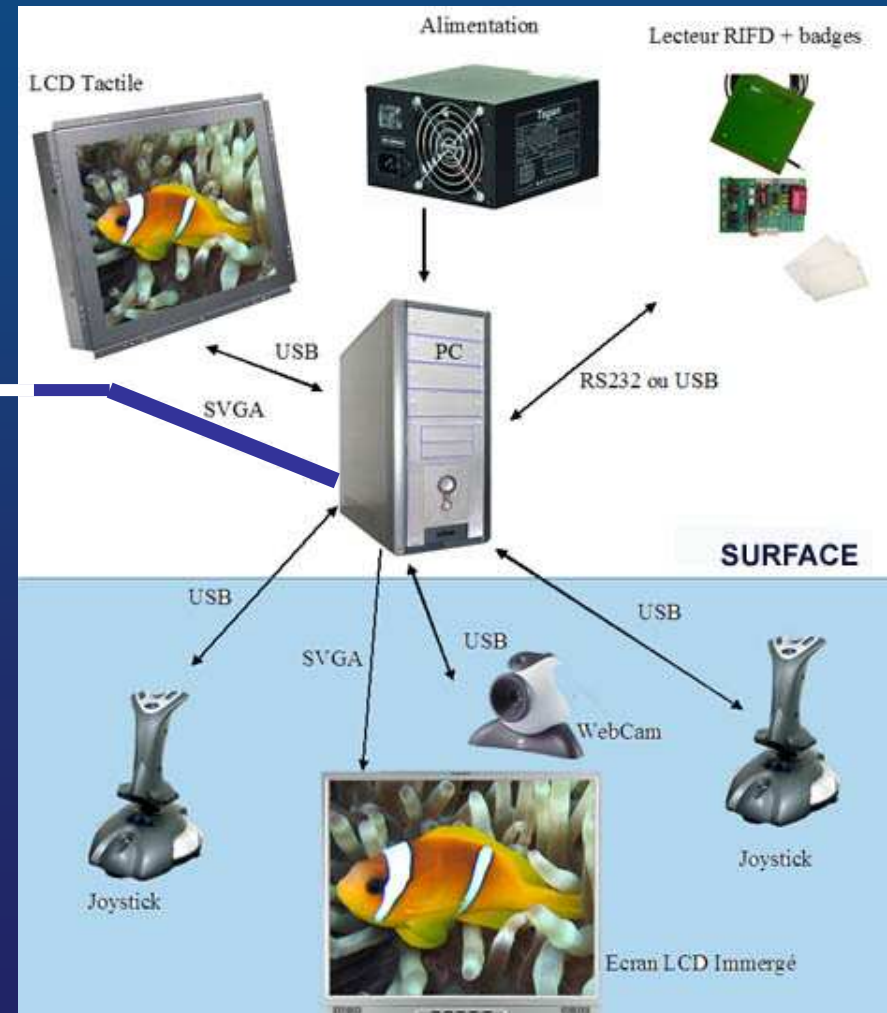 Alimentation
Lecteur RIFD + badges
LCD Tactile
USB
PC
RS232 ou USB
SVGA
SURFACE
USB
USB
USB
SVGA
WebCam
Joystick
Joystick
Ecran LCD Immergé